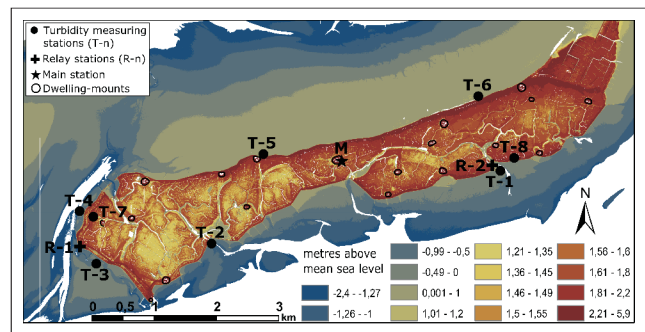 Turbidity measuring
stations (T-n)
Relay stations (R-n)
Main station
Dwelling-mounts
T-6
T-5
M
T-8
R-2
T-1
T-4
T-7
T-2
R-1
T-3
N
metres above
mean sea level
-2,4 - -1,27
-1,26 - -1
-0,99 - -0,5
-0,49 - 0
0,001 - 1
1,01 - 1,2
1,21 - 1,35
1,36 - 1,45
1,46 - 1,49
1,5 - 1,55
1,56 - 1,6
1,61 - 1,8
1,81 - 2,2
2,21 - 5,9
0 0,5 1 2 3
km